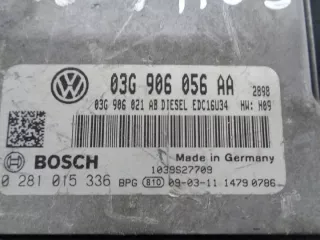 03G 906 056 AA 2898
03G 906 021 AB DIESEL EDC16U34 HW: H09
BOSCH
Made in Germany
1039S27709
0 281 015 336 BPG 810 09-03-11 1479 0786